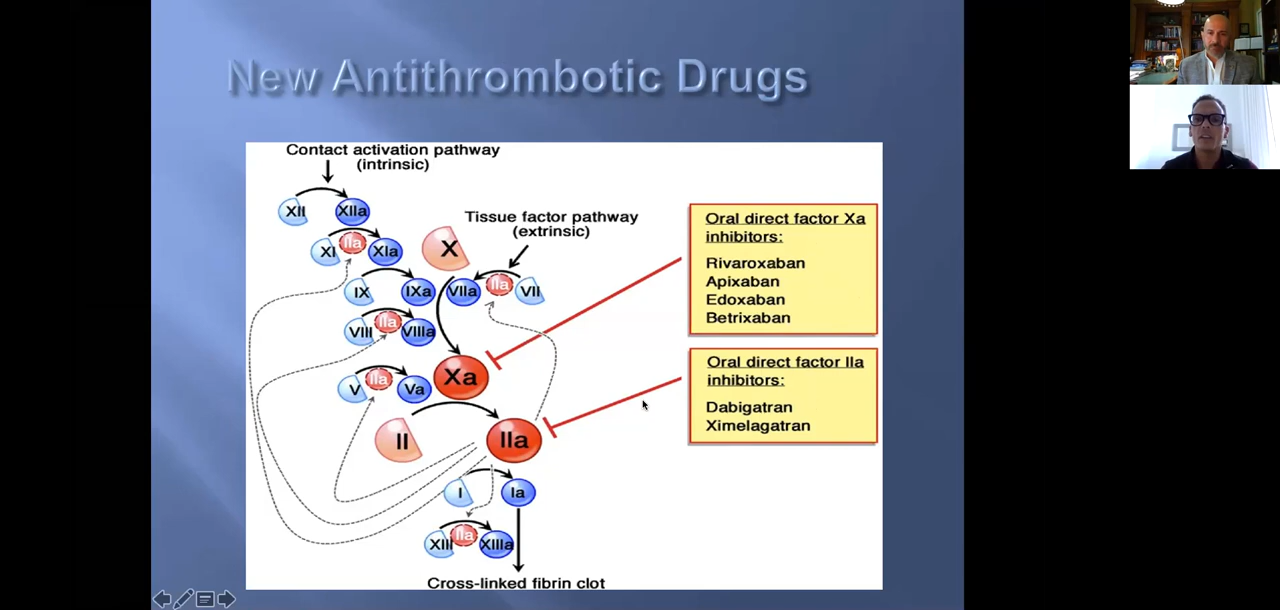 New Antithrombotic Drugs
Contact activation pathway
(intrinsic)
XII
XIIa
Tissue factor pathway
(extrinsic)
XI
IIa
XIa
X
IX
IXa
VIIa
IIa
VII
VIII
IIa
VIIIa
V
IIa
Va
Xa
II
IIa
I
Ia
XIII
IIa
XIIIa
Cross-linked fibrin clot
Oral direct factor Xa
inhibitors:
Rivaroxaban
Apixaban
Edoxaban
Betrixaban
Oral direct factor IIa
inhibitors:
Dabigatran
Ximelagatran